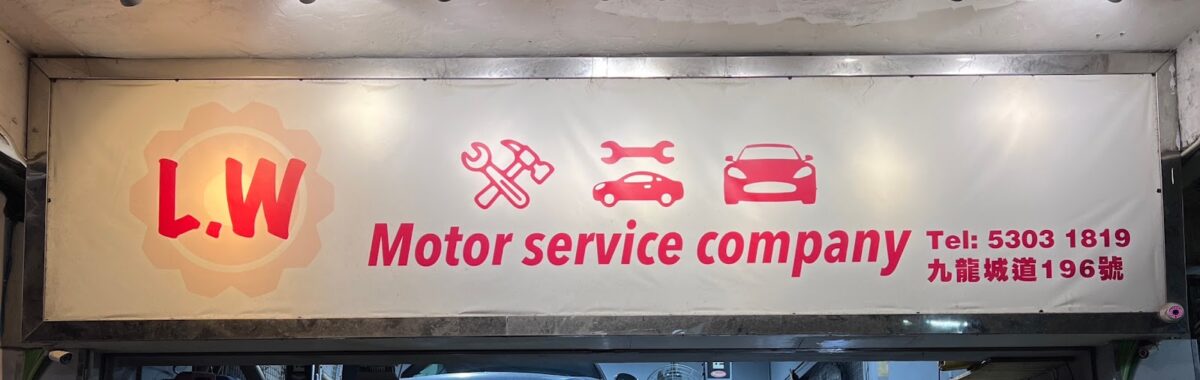 L.W
Motor service company
Tel: 5303 1819
九龍城道196號